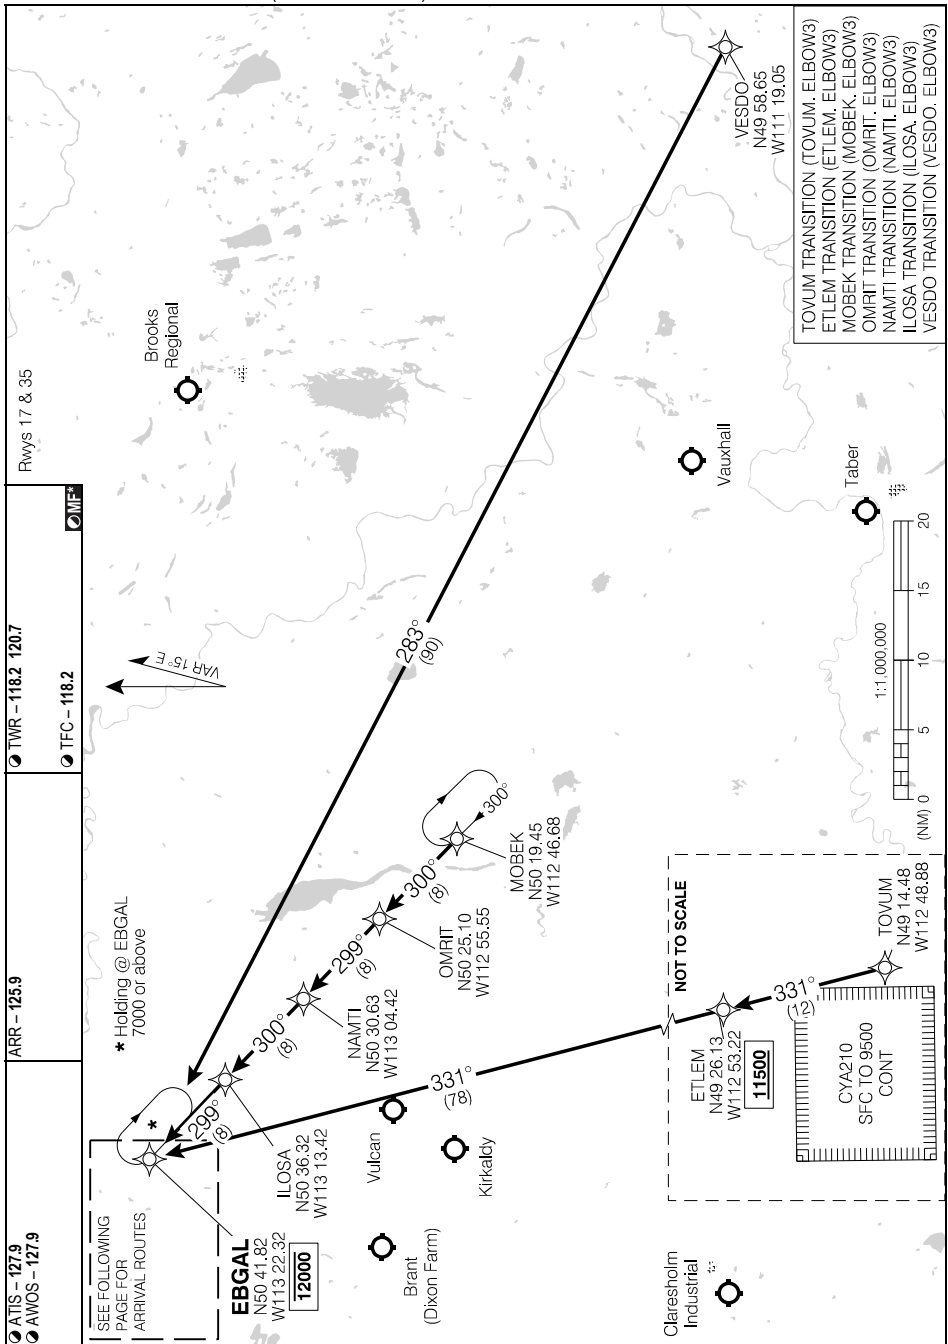 ATIS – 127.9
AWOS – 127.9
ARR – 125.9
TWR – 118.2 120.7
TFC – 118.2
MF*
Rwys 17 & 35
SEE FOLLOWING
PAGE FOR
ARRIVAL ROUTES
* Holding @ EBGAL
7000 or above
VAR 15° E
Brooks
Regional
VESDO
N49 58.65
W111 19.05
283°
(90)
*
299°
(8)
EBGAL
N50 41.82
W113 22.32
12000
ILOSA
N50 36.32
W113 13.42
300°
(8)
NAMTI
N50 30.63
W113 04.42
299°
(8)
OMRIT
N50 25.10
W112 55.55
300°
(8)
MOBEK
N50 19.45
W112 46.68
300°
331°
(78)
Vulcan
Kirkaldy
Brant
(Dixon Farm)
Claresholm
Industrial
Vauxhall
Taber
NOT TO SCALE
ETLEM
N49 26.13
W112 53.22
11500
331°
(12)
TOVUM
N49 14.48
W112 48.88
CYA210
SFC TO 9500
CONT
1:1,000,000
(NM) 0 5 10 15 20
TOVUM TRANSITION (TOVUM. ELBOW3)
ETLEM TRANSITION (ETLEM. ELBOW3)
MOBEK TRANSITION (MOBEK. ELBOW3)
OMRIT TRANSITION (OMRIT. ELBOW3)
NAMTI TRANSITION (NAMTI. ELBOW3)
ILOSA TRANSITION (ILOSA. ELBOW3)
VESDO TRANSITION (VESDO. ELBOW3)